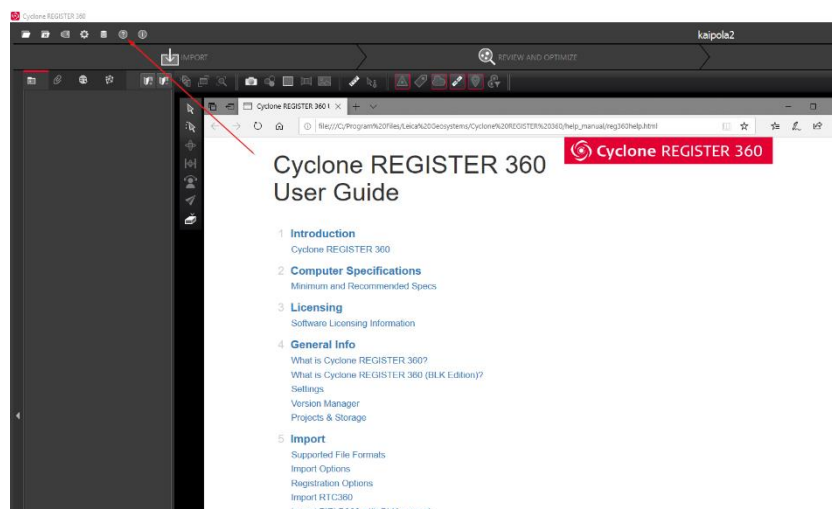 Cyclone REGISTER 360
kaipola2
IMPORT
REVIEW AND OPTIMIZE
Cyclone REGISTER 360 U
file:///C:/Program%20Files/Leica%20Geosystems/Cyclone%20REGISTER%20360/help_manual/reg360help.html
Cyclone REGISTER 360
Cyclone REGISTER 360
User Guide
1 Introduction
Cyclone REGISTER 360
2 Computer Specifications
Minimum and Recommended Specs
3 Licensing
Software Licensing Information
4 General Info
What is Cyclone REGISTER 360?
What is Cyclone REGISTER 360 (BLK Edition)?
Settings
Version Manager
Projects & Storage
5 Import
Supported File Formats
Import Options
Registration Options
Import RTC360